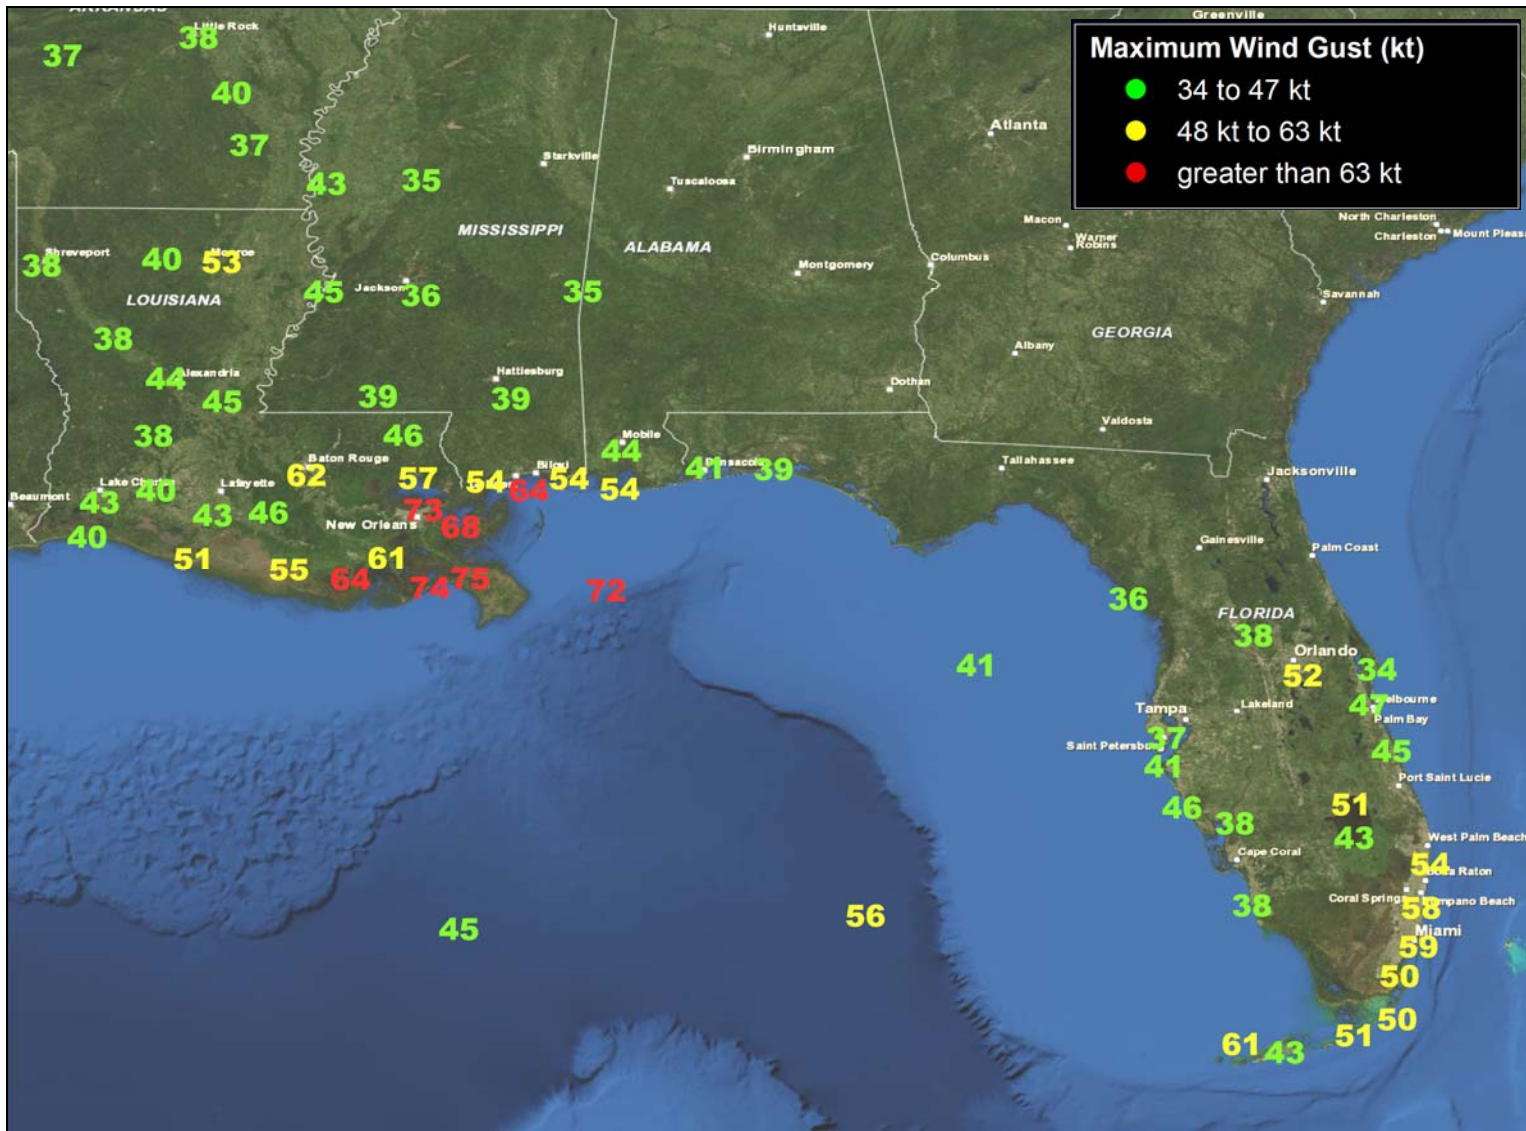 ARKANSAS
Greenville
Little Rock
38
Huntsville
Maximum Wind Gust (kt)
37
34 to 47 kt
40
48 kt to 63 kt
Atlanta
37
Birmingham
Starkville
greater than 63 kt
43
35
Tuscaloosa
Macon
North Charleston
MISSISSIPPI
Warner
Robins
Charleston
Mount Pleas
ALABAMA
Shreveport
38
40
Monroe
53
Columbus
Montgomery
45
Jackson
36
35
LOUISIANA
Savannah
GEORGIA
38
Albany
Hattiesburg
44
Alexandria
Dothan
45
39
39
Valdosta
38
46
Mobile
44
Baton Rouge
62
57
54
Biloxi
54
41
Pensacola
39
Tallahassee
Jacksonville
Lake Charles
40
Lafayette
64
54
Beaumont
43
43
46
73
New Orleans
68
40
Gainesville
Palm Coast
51
55
61
64
74
75
72
36
FLORIDA
38
Orlando
41
52
34
47
Melbourne
Palm Bay
Tampa
Lakeland
37
Saint Petersburg
45
41
Port Saint Lucie
46
38
51
43
West Palm Beach
Cape Coral
54
Boca Raton
Coral Springs
Pompano Beach
38
58
45
56
Miami
59
50
50
51
61
43